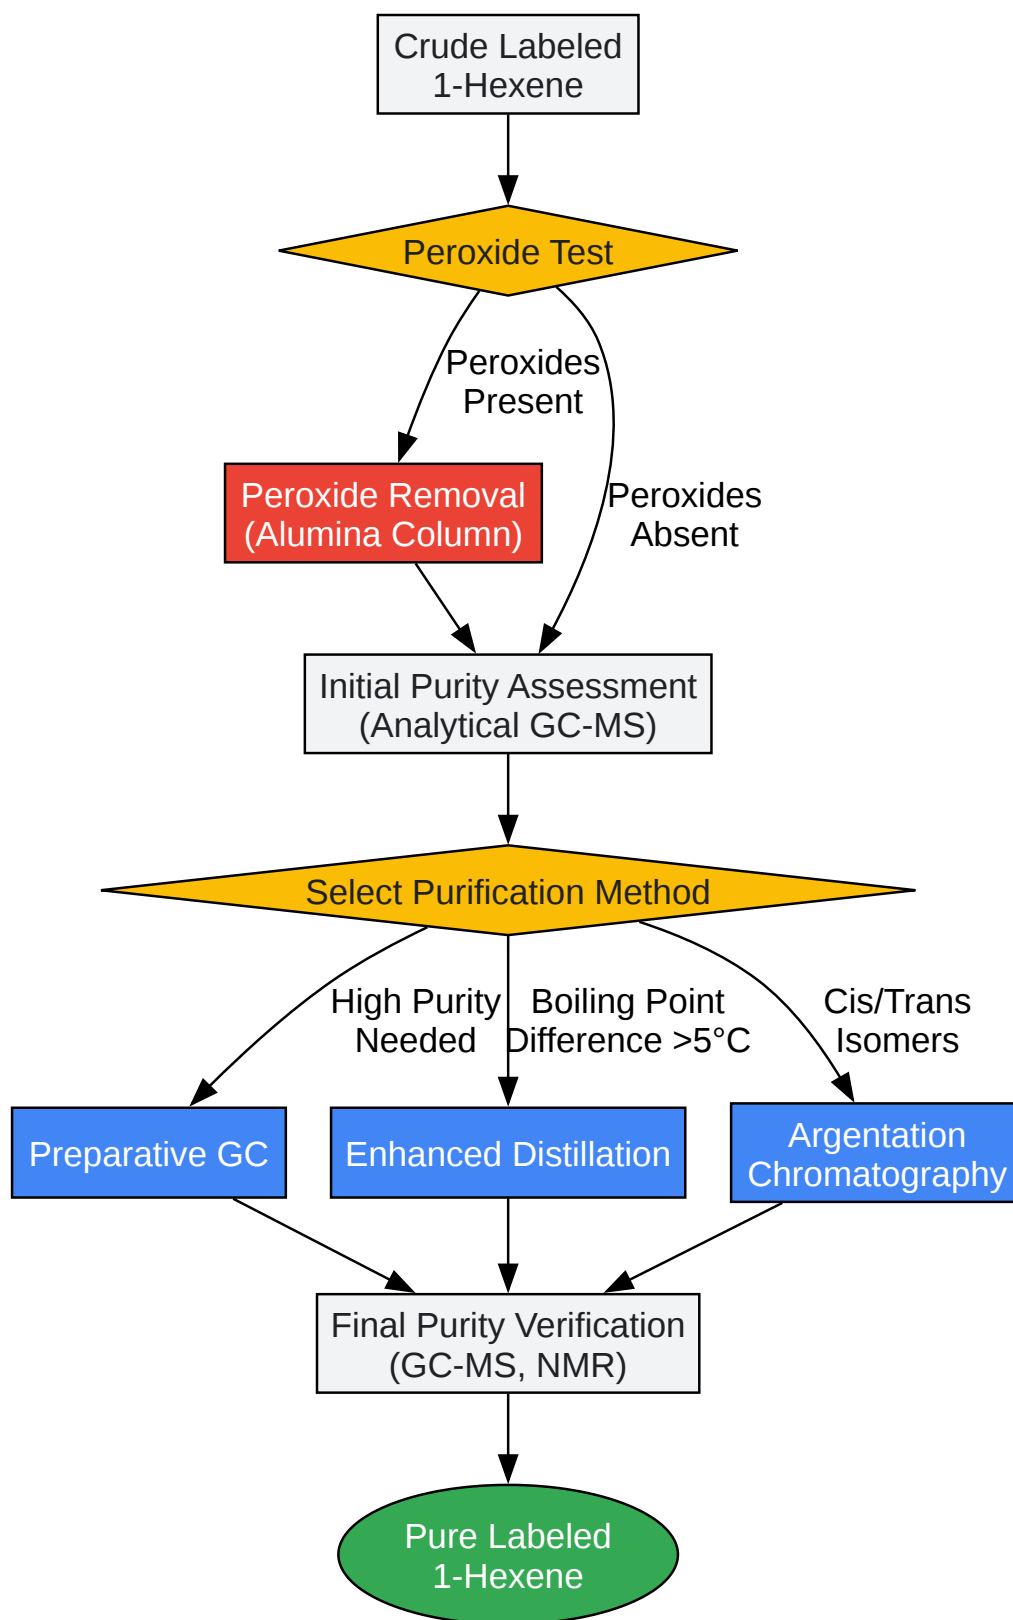 Crude Labeled
1-Hexene
Peroxide Test
Peroxides
Present
Peroxide Removal
(Alumina Column)
Peroxides
Absent
Initial Purity Assessment
(Analytical GC-MS)
Select Purification Method
High Purity
Needed
Boiling Point
Difference >5°C
Cis/Trans
Isomers
Preparative GC
Enhanced Distillation
Argentation
Chromatography
Final Purity Verification
(GC-MS, NMR)
Pure Labeled
1-Hexene